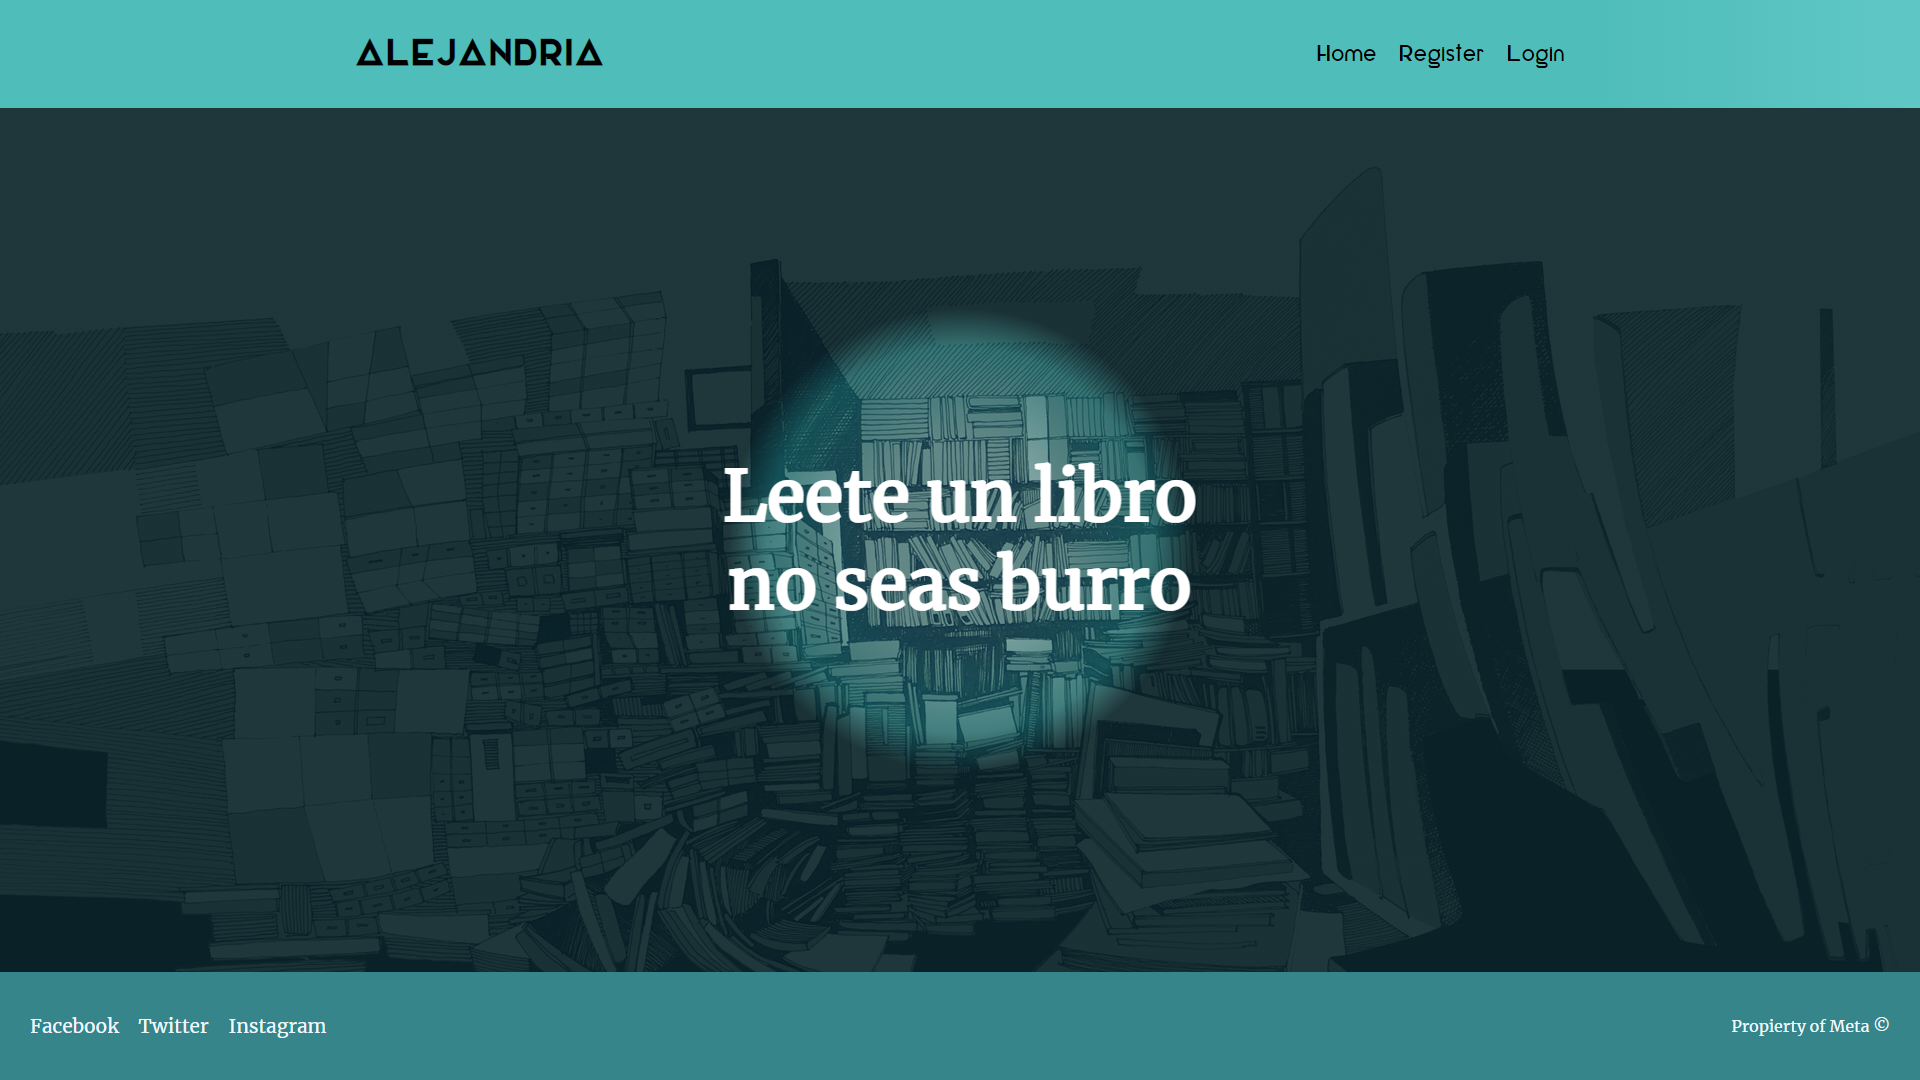 ALEJANDRIA
Home Register Login
Leete un libro
no seas burro
Facebook Twitter Instagram
Propierty of Meta ©